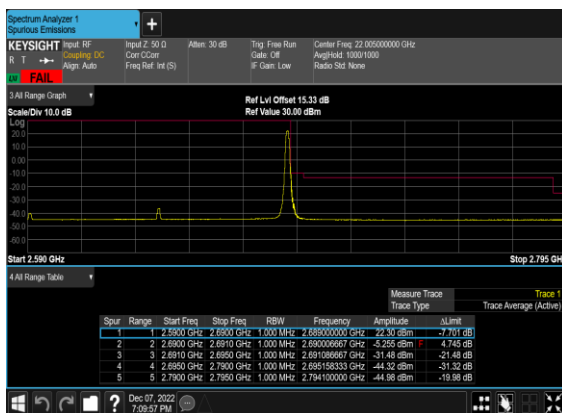 Spectrum Analyzer 1
Spurious Emissions
KEYSIGHT Input: RF Input Z: 50 Ω Atten: 30 dB Trig: Free Run Center Freq: 22.005000000 GHz
R T Coupling: DC Corr CCorr Gate: Off Avg|Hold: 1000/1000
Align: Auto Freq Ref: Int (S) IF Gain: Low Radio Std: None
FAIL
3 All Range Graph
Ref Lvl Offset 15.33 dB
Scale/Div 10.0 dB Ref Value 30.00 dBm
Log
20.0
10.0
0.00
-10.0
-20.0
-30.0
-40.0
-50.0
-60.0
Start 2.590 GHz Stop 2.795 GH
4 All Range Table
Measure Trace Trace 1
Trace Type Trace Average (Active)
Spur Range Start Freq Stop Freq RBW Frequency Amplitude ΔLimit
1 1 2.5900 GHz 2.6900 GHz 1.000 MHz 2.689000000 GHz 22.30 dBm -7.701 dB
2 2 2.6900 GHz 2.6910 GHz 1.000 MHz 2.690006667 GHz -5.255 dBm F 4.745 dB
3 3 2.6910 GHz 2.6950 GHz 1.000 MHz 2.691086667 GHz -31.48 dBm -21.48 dB
4 4 2.6950 GHz 2.7900 GHz 1.000 MHz 2.695158333 GHz -44.32 dBm -31.32 dB
5 5 2.7900 GHz 2.7950 GHz 1.000 MHz 2.794100000 GHz -44.98 dBm -19.98 dB
Dec 07, 2022
7:09:57 PM